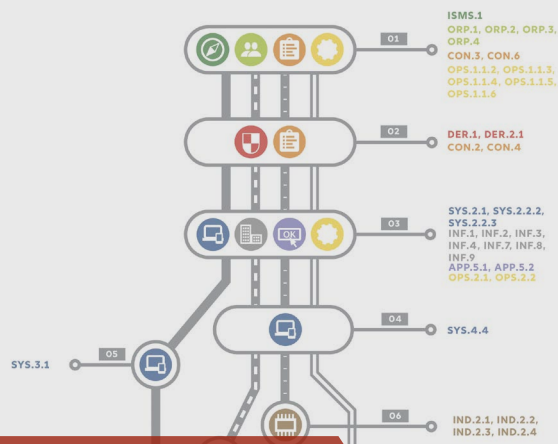 01
ISMS.1
ORP.1, ORP.2, ORP.3,
ORP.4
CON.3, CON.6
OPS.1.1.2, OPS.1.1.3,
OPS.1.1.4, OPS.1.1.5,
OPS.1.1.6
02
DER.1, DER.2.1
CON.2, CON.4
03
SYS.2.1, SYS.2.2.2,
SYS.2.2.3
INF.1, INF.2, INF.3,
INF.4, INF.7, INF.8,
INF.9
APP.5.1, APP.5.2
OPS.2.1, OPS.2.2
OK
04
SYS.4.4
SYS.3.1
05
06
IND.2.1, IND.2.2,
IND.2.3, IND.2.4